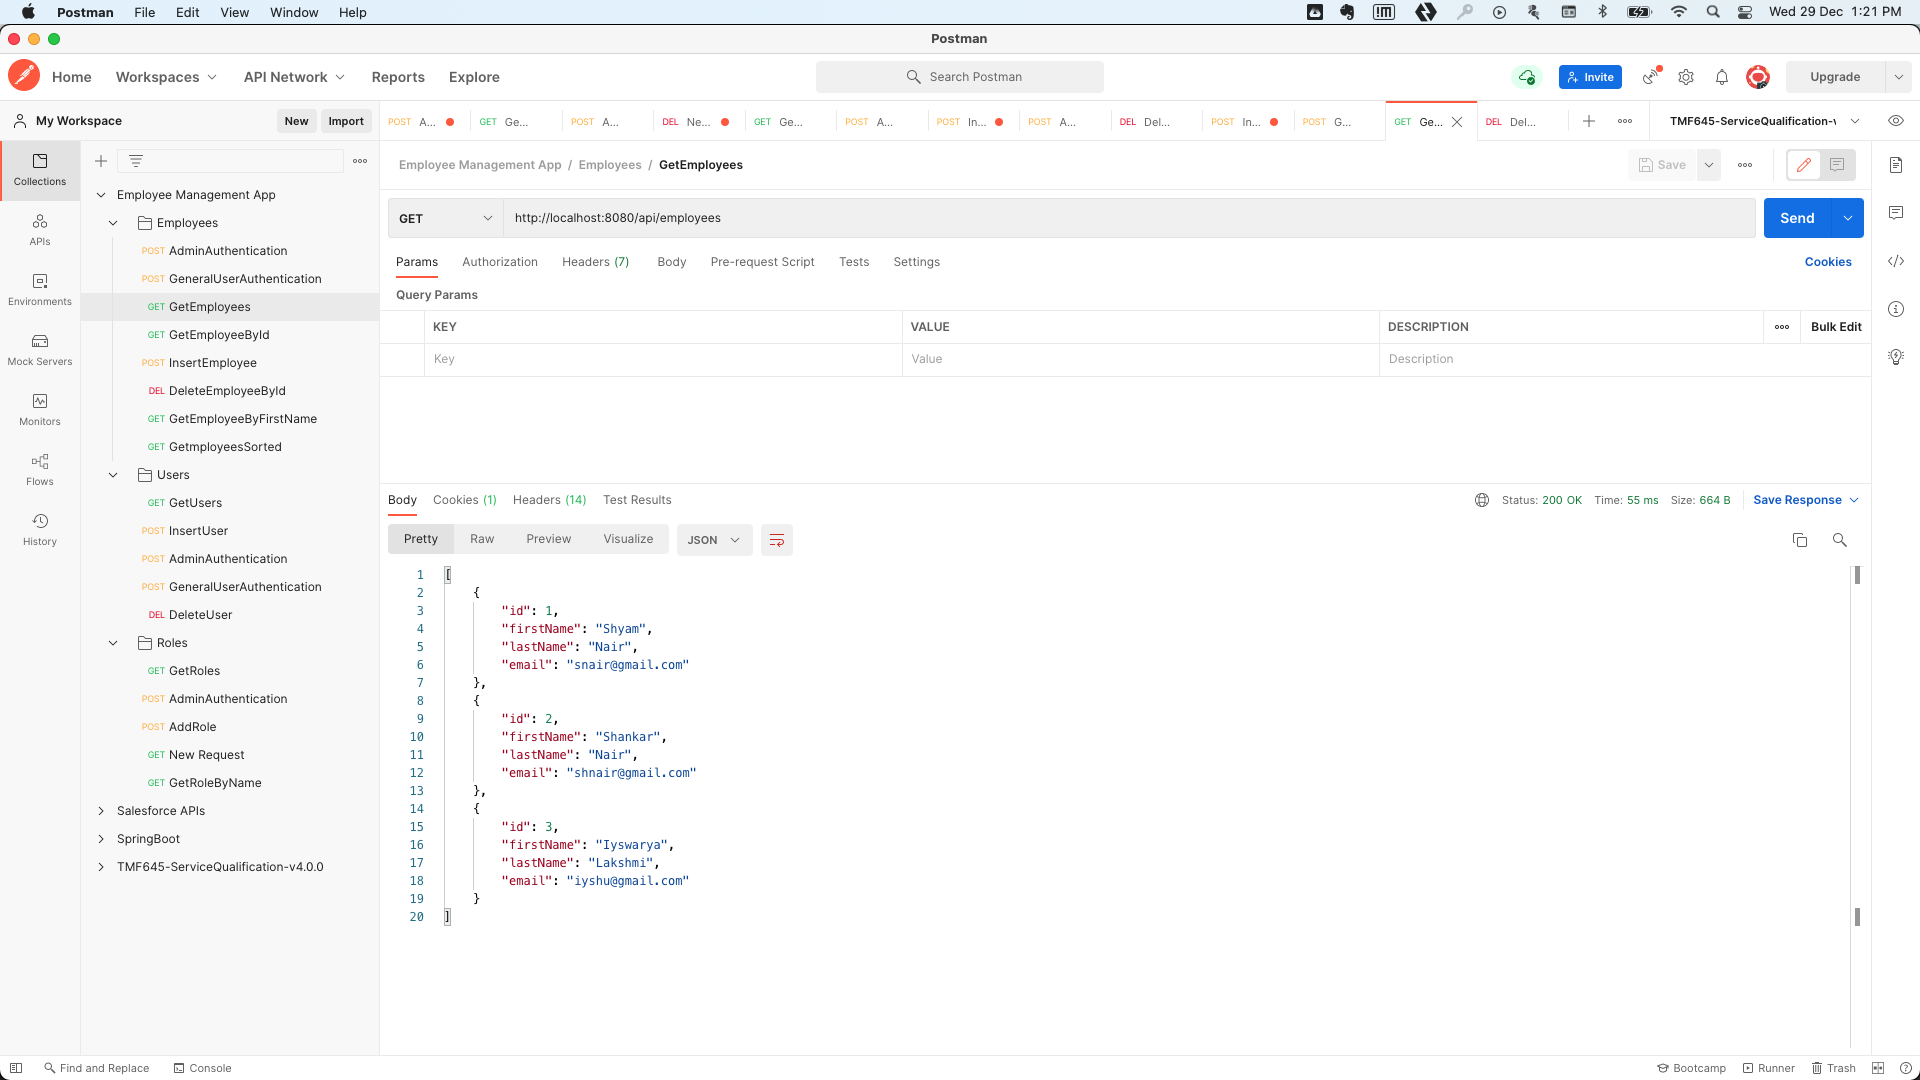 Postman File Edit View Window Help
Wed 29 Dec 1:21 PM
Postman
Home Workspaces API Network Reports Explore
Search Postman
Invite
Upgrade
My Workspace
New Import
POST A... GET Ge... POST A... DEL Ne... GET Ge... POST A... POST In... POST A... DEL Del... POST In... POST G... GET Ge... DEL Del...
TMF645-ServiceQualification-v
Collections
APIs
Environments
Mock Servers
Monitors
Flows
History
Employee Management App
Employees
POST AdminAuthentication
POST GeneralUserAuthentication
GET GetEmployees
GET GetEmployeeById
POST InsertEmployee
DEL DeleteEmployeeById
GET GetEmployeeByFirstName
GET GetmployeesSorted
Users
GET GetUsers
POST InsertUser
POST AdminAuthentication
POST GeneralUserAuthentication
DEL DeleteUser
Roles
GET GetRoles
POST AdminAuthentication
POST AddRole
GET New Request
GET GetRoleByName
Salesforce APIs
SpringBoot
TMF645-ServiceQualification-v4.0.0
Employee Management App / Employees / GetEmployees
Save
GET http://localhost:8080/api/employees
Send
Params Authorization Headers (7) Body Pre-request Script Tests Settings
Cookies
Query Params
KEY VALUE DESCRIPTION Bulk Edit
Key Value Description
Body Cookies (1) Headers (14) Test Results
Status: 200 OK Time: 55 ms Size: 664 B Save Response
Pretty Raw Preview Visualize JSON
1 [
2 {
3 "id": 1,
4 "firstName": "Shyam",
5 "lastName": "Nair",
6 "email": "snair@gmail.com"
7 },
8 {
9 "id": 2,
10 "firstName": "Shankar",
11 "lastName": "Nair",
12 "email": "shnair@gmail.com"
13 },
14 {
15 "id": 3,
16 "firstName": "Iyswarya",
17 "lastName": "Lakshmi",
18 "email": "iyshu@gmail.com"
19 }
20 ]
Find and Replace Console
Bootcamp Runner Trash